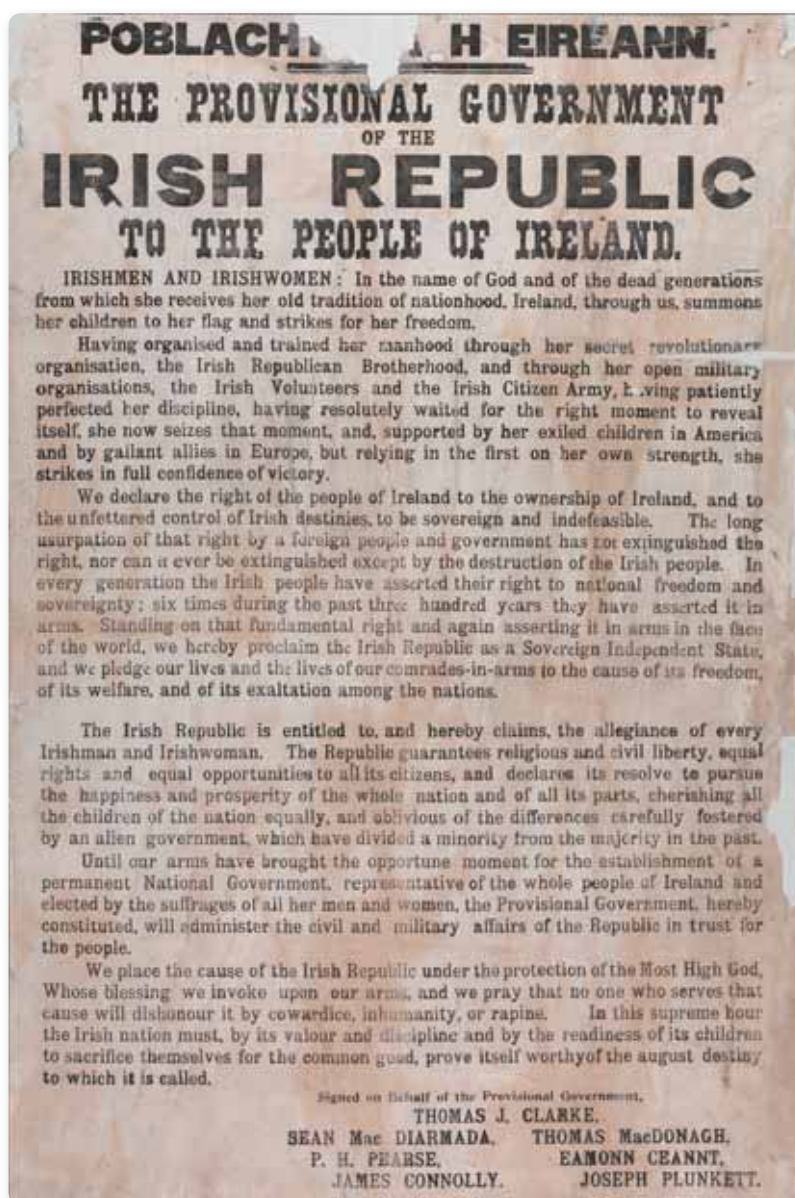 POBLACH H EIREANN.
THE PROVISIONAL GOVERNMENT
OF THE
IRISH REPUBLIC
TO THE PEOPLE OF IRELAND.
IRISHMEN AND IRISHWOMEN: In the name of God and of the dead generations
from which she receives her old tradition of nationhood, Ireland, through us, summons
her children to her flag and strikes for her freedom.
Having organised and trained her manhood through her secret revolutionary
organisation, the Irish Republican Brotherhood, and through her open military
organisations, the Irish Volunteers and the Irish Citizen Army, having patiently
perfected her discipline, having resolutely waited for the right moment to reveal
itself, she now seizes that moment, and, supported by her exiled children in America
and by gallant allies in Europe, but relying in the first on her own strength, she
strikes in full confidence of victory.
We declare the right of the people of Ireland to the ownership of Ireland, and to
the unfettered control of Irish destinies, to be sovereign and indefeasible. The long
usurpation of that right by a foreign people and government has not extinguished the
right, nor can it ever be extinguished except by the destruction of the Irish people. In
every generation the Irish people have asserted their right to national freedom and
sovereignty; six times during the past three hundred years they have asserted it in
arms. Standing on that fundamental right and again asserting it in arms in the face
of the world, we hereby proclaim the Irish Republic as a Sovereign Independent State,
and we pledge our lives and the lives of our comrades-in-arms to the cause of its freedom,
of its welfare, and of its exaltation among the nations.
The Irish Republic is entitled to, and hereby claims, the allegiance of every
Irishman and Irishwoman. The Republic guarantees religious and civil liberty, equal
rights and equal opportunities to all its citizens, and declares its resolve to pursue
the happiness and prosperity of the whole nation and of all its parts, cherishing all
the children of the nation equally, and oblivious of the differences carefully fostered
by an alien government, which have divided a minority from the majority in the past.
Until our arms have brought the opportune moment for the establishment of a
permanent National Government, representative of the whole people of Ireland and
elected by the suffrages of all her men and women, the Provisional Government, hereby
constituted, will administer the civil and military affairs of the Republic in trust for
the people.
We place the cause of the Irish Republic under the protection of the Most High God,
Whose blessing we invoke upon our arms, and we pray that no one who serves that
cause will dishonour it by cowardice, inhumanity, or rapine. In this supreme hour
the Irish nation must, by its valour and discipline and by the readiness of its children
to sacrifice themselves for the common good, prove itself worthy of the august destiny
to which it is called.
Signed on Behalf of the Provisional Government,
THOMAS J. CLARKE,
SEAN Mac DIARMADA, THOMAS MacDONAGH,
P. H. PEARSE, EAMONN CEANNT,
JAMES CONNOLLY. JOSEPH PLUNKETT.